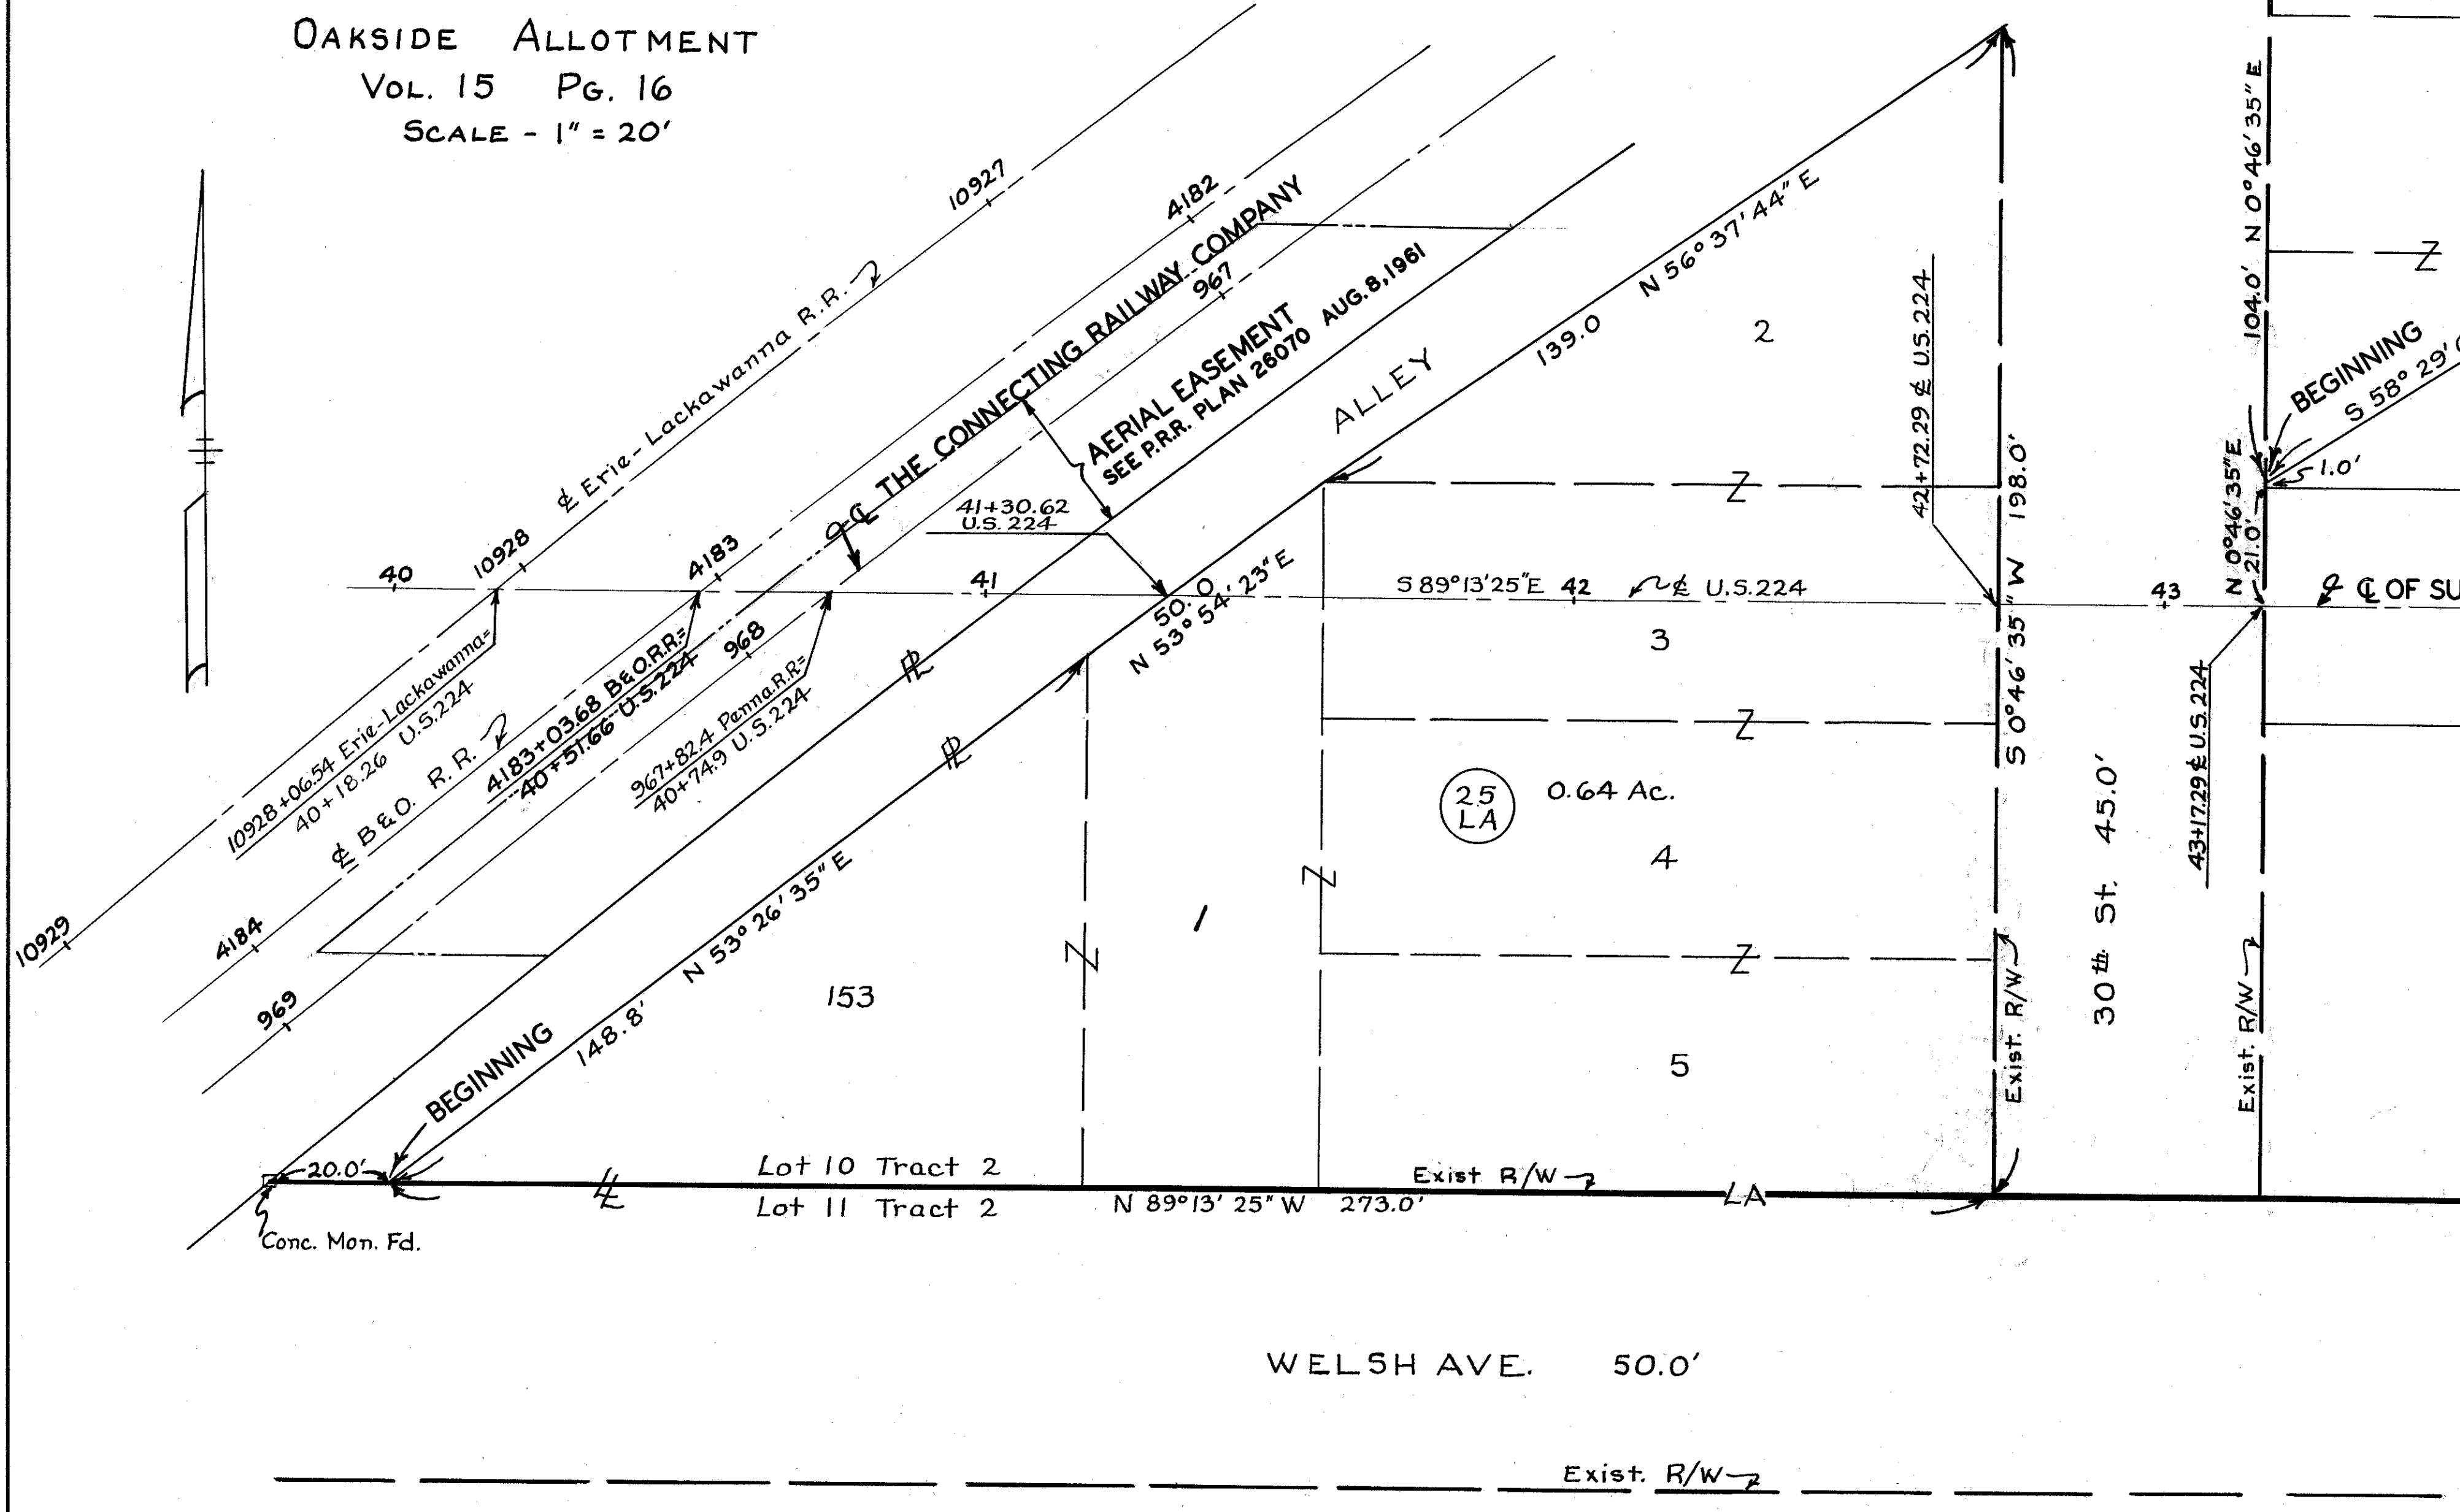 OAKSIDE ALLOTMENT
VOL. 15 PG. 16
SCALE - 1" = 20'
10927
4182
967
℄ Erie-Lackawanna R.R.
℄ THE CONNECTING RAILWAY COMPANY
AERIAL EASEMENT
SEE P.R.R. PLAN 26070 AUG. 8, 1961
ALLEY
139.0 N 56° 37' 44" E
2
42+72.29 ℄ U.S. 224
S 0° 46' 35" W 198.0'
104.0' N 0° 46' 35" E
Z
BEGINNING
S 58° 29'
1.0'
N 0° 46' 35" E
21.0'
Z
41+30.62
U.S. 224
40
10928
4183
41
50.0
N 53° 54' 23" E
S 89° 13' 25" E 42 ℄ U.S. 224
43
℄ OF SU
10928+06.54 Erie-Lackawanna=
40+18.26 U.S. 224
℄ B&O. R.R.
4183+03.68 B&O.R.R.=
40+51.66 U.S. 224
968
967+82.4 Penna.R.R=
40+74.9 U.S. 224
PL
PL
3
Z
25
LA
0.64 Ac.
4
43+17.29 ℄ U.S. 224
30th St. 45.0'
Z
Z
1
Z
10929
4184
969
N 53° 26' 35" E
148.8'
153
5
Exist. R/W
Exist. R/W
BEGINNING
20.0'
Lot 10 Tract 2
Exist R/W
LL
Lot 11 Tract 2
N 89° 13' 25" W 273.0'
LA
Conc. Mon. Fd.
WELSH AVE. 50.0'
Exist. R/W